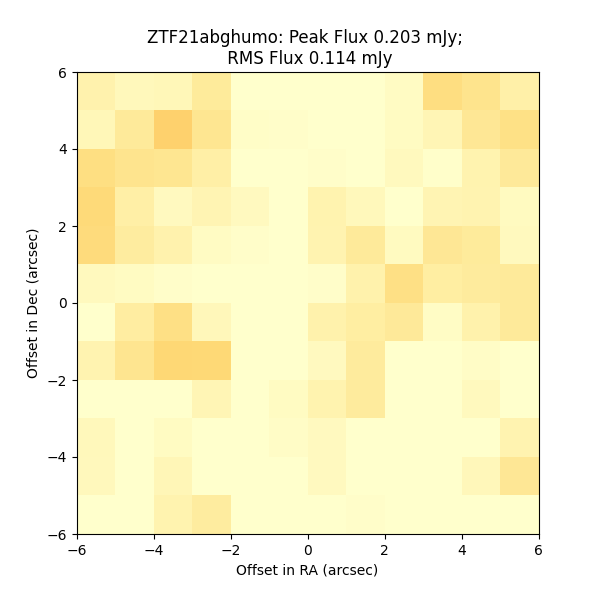 ZTF21abghumo: Peak Flux 0.203 mJy;
RMS Flux 0.114 mJy
6
4
2
0
−2
−4
−6
Offset in Dec (arcsec)
−6 −4 −2 0 2 4 6
Offset in RA (arcsec)